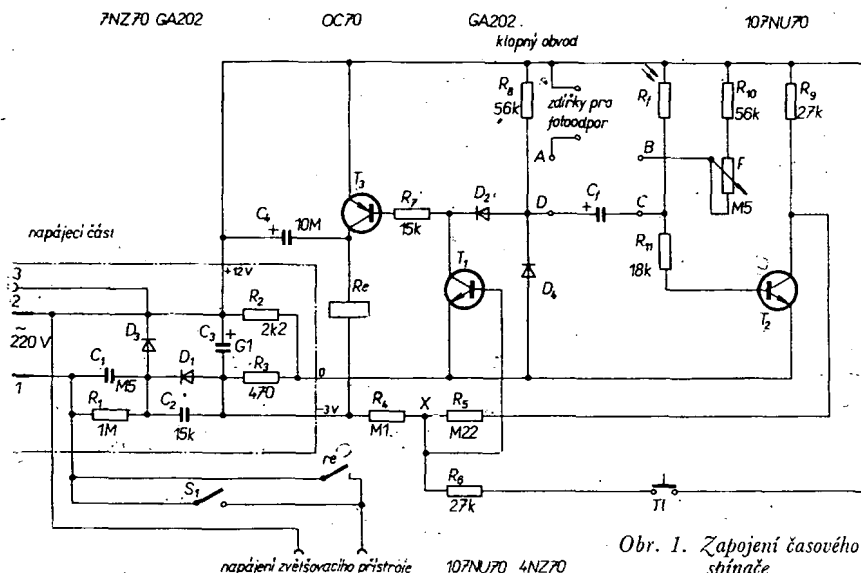 7NZ70 GA202
OC70
GA202
107NU70
klopný obvod
R8
56k
zdířky pro
fotoodpor
Rf
R10
56k
R9
27k
A
B
F
M5
T3
C4
+
10M
R7
15k
D2
D
+
Cf
C
T1
R11
18k
D4
T2
napájecí část
3
2
~
220 V
1
+12V
R2
2k2
Re
D3
C3
+
G1
C1
M5
D1
R3
470
0
R1
1M
C2
15k
-3V
R4
M1
X
R5
M22
re
S1
R6
27k
Tl
napájení zvětšovacího přístroje
107NU70 4NZ70
Obr. 1. Zapojení časového
spínače